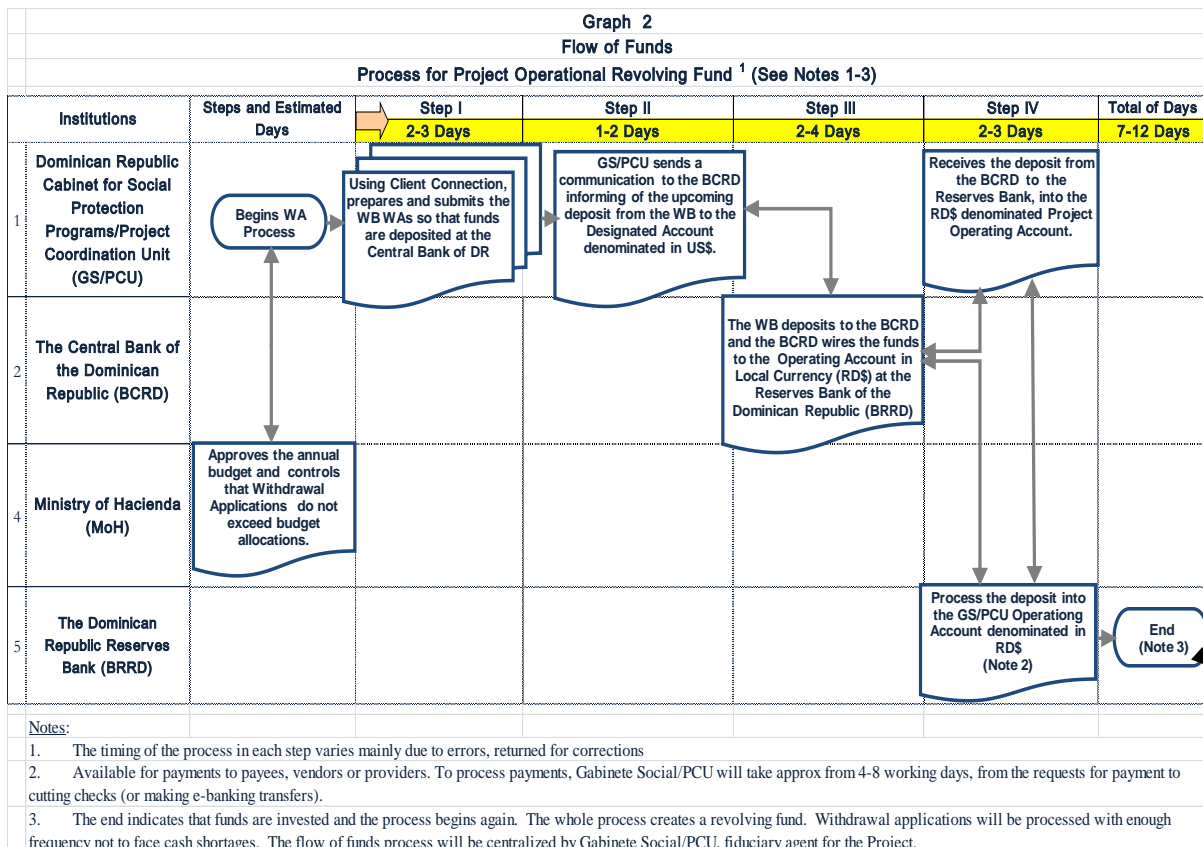 Graph 2
Flow of Funds
Process for Project Operational Revolving Fund 1 (See Notes 1-3)
Institutions
Steps and Estimated
Days
Step I
Step II
Step III
Step IV
Total of Days
2-3 Days
1-2 Days
2-4 Days
2-3 Days
7-12 Days
1
Dominican Republic
Cabinet for Social
Protection
Programs/Project
Coordination Unit
(GS/PCU)
Begins WA
Process
Using Client Connection,
prepares and submits the
WB WAs so that funds
are deposited at the
Central Bank of DR
GS/PCU sends a
communication to the BCRD
informing of the upcoming
deposit from the WB to the
Designated Account
denominated in US$.
Receives the deposit from
the BCRD to the
Reserves Bank, into the
RD$ denominated Project
Operating Account.
2
The Central Bank of
the Dominican
Republic (BCRD)
The WB deposits to the BCRD
and the BCRD wires the funds
to the Operating Account in
Local Currency (RD$) at the
Reserves Bank of the
Dominican Republic (BRRD)
4
Ministry of Hacienda
(MoH)
Approves the annual
budget and controls
that Withdrawal
Applications do not
exceed budget
allocations.
5
The Dominican
Republic Reserves
Bank (BRRD)
Process the deposit into
the GS/PCU Operationg
Account denominated in
RD$
(Note 2)
End
(Note 3)
Notes:
1. The timing of the process in each step varies mainly due to errors, returned for corrections
2. Available for payments to payees, vendors or providers. To process payments, Gabinete Social/PCU will take approx from 4-8 working days, from the requests for payment to
cutting checks (or making e-banking transfers).
3. The end indicates that funds are invested and the process begins again. The whole process creates a revolving fund. Withdrawal applications will be processed with enough
frequency not to face cash shortages. The flow of funds process will be centralized by Gabinete Social/PCU, fiduciary agent for the Project.